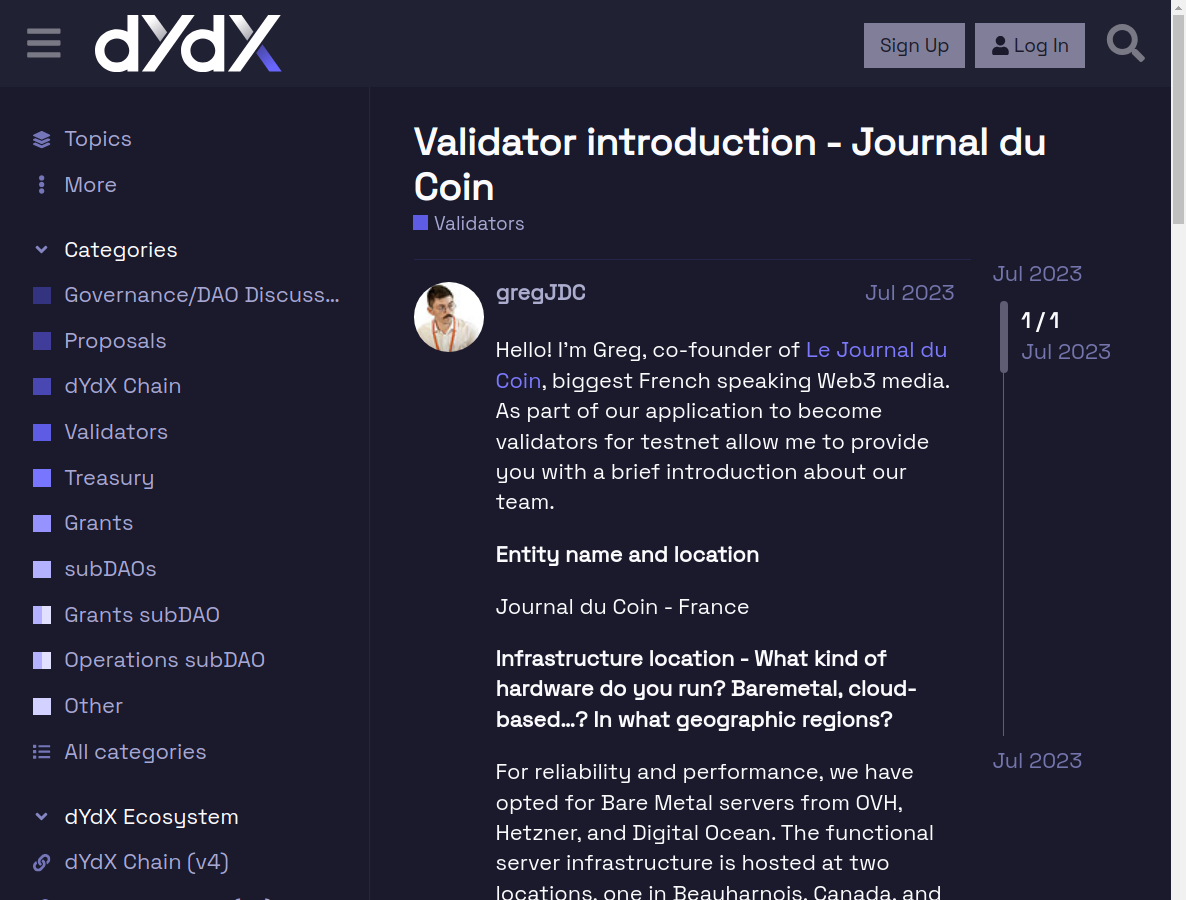 dYdX
Sign Up
Log In
Topics
More
Categories
Governance/DAO Discuss...
Proposals
dYdX Chain
Validators
Treasury
Grants
subDAOs
Grants subDAO
Operations subDAO
Other
All categories
dYdX Ecosystem
dYdX Chain (v4)
Validator introduction - Journal du
Coin
Validators
gregJDC
Jul 2023
Hello! I'm Greg, co-founder of Le Journal du
Coin, biggest French speaking Web3 media.
As part of our application to become
validators for testnet allow me to provide
you with a brief introduction about our
team.
Entity name and location
Journal du Coin - France
Infrastructure location - What kind of
hardware do you run? Baremetal, cloud-
based...? In what geographic regions?
For reliability and performance, we have
opted for Bare Metal servers from OVH,
Hetzner, and Digital Ocean. The functional
server infrastructure is hosted at two
locations, one in Beauharnois, Canada, and
Jul 2023
1 / 1
Jul 2023
Jul 2023